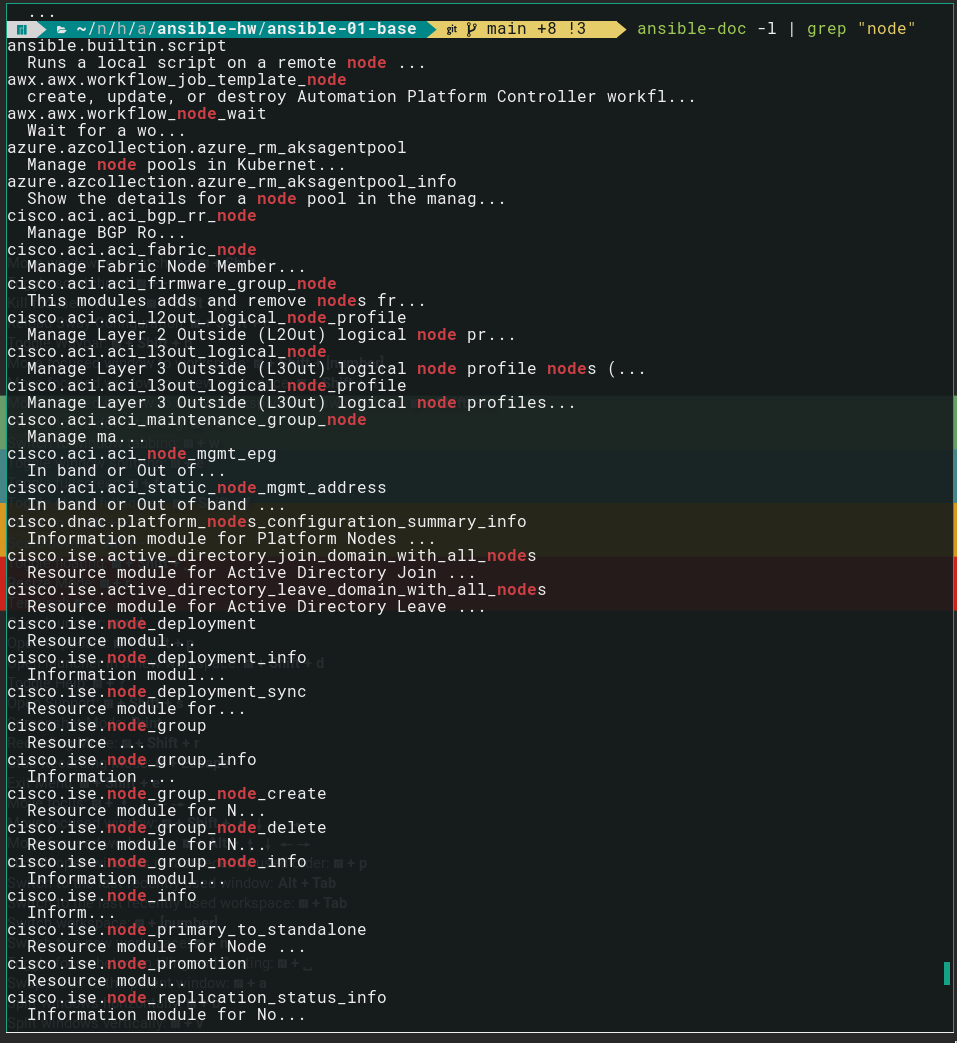 ...
~/n/h/a/ansible-hw/ansible-01-base git main +8 !3 ansible-doc -l | grep "node"
ansible.builtin.script
Runs a local script on a remote node ...
awx.awx.workflow_job_template_node
create, update, or destroy Automation Platform Controller workfl...
awx.awx.workflow_node_wait
Wait for a wo...
azure.azcollection.azure_rm_aksagentpool
Manage node pools in Kubernet...
azure.azcollection.azure_rm_aksagentpool_info
Show the details for a node pool in the manag...
cisco.aci.aci_bgp_rr_node
Manage BGP Ro...
cisco.aci.aci_fabric_node
Manage Fabric Node Member...
cisco.aci.aci_firmware_group_node
This modules adds and remove nodes fr...
cisco.aci.aci_l2out_logical_node_profile
Manage Layer 2 Outside (L2Out) logical node pr...
cisco.aci.aci_l3out_logical_node
Manage Layer 3 Outside (L3Out) logical node profile nodes (...
cisco.aci.aci_l3out_logical_node_profile
Manage Layer 3 Outside (L3Out) logical node profiles...
cisco.aci.aci_maintenance_group_node
Manage ma...
cisco.aci.aci_node_mgmt_epg
In band or Out of...
cisco.aci.aci_static_node_mgmt_address
In band or Out of band ...
cisco.dnac.platform_nodes_configuration_summary_info
Information module for Platform Nodes ...
cisco.ise.active_directory_join_domain_with_all_nodes
Resource module for Active Directory Join ...
cisco.ise.active_directory_leave_domain_with_all_nodes
Resource module for Active Directory Leave ...
cisco.ise.node_deployment
Resource modul...
cisco.ise.node_deployment_info
Information modul...
cisco.ise.node_deployment_sync
Resource module for...
cisco.ise.node_group
Resource ...
cisco.ise.node_group_info
Information ...
cisco.ise.node_group_node_create
Resource module for N...
cisco.ise.node_group_node_delete
Resource module for N...
cisco.ise.node_group_node_info
Information modul...
cisco.ise.node_info
Inform...
cisco.ise.node_primary_to_standalone
Resource module for Node ...
cisco.ise.node_promotion
Resource modu...
cisco.ise.node_replication_status_info
Information module for No...